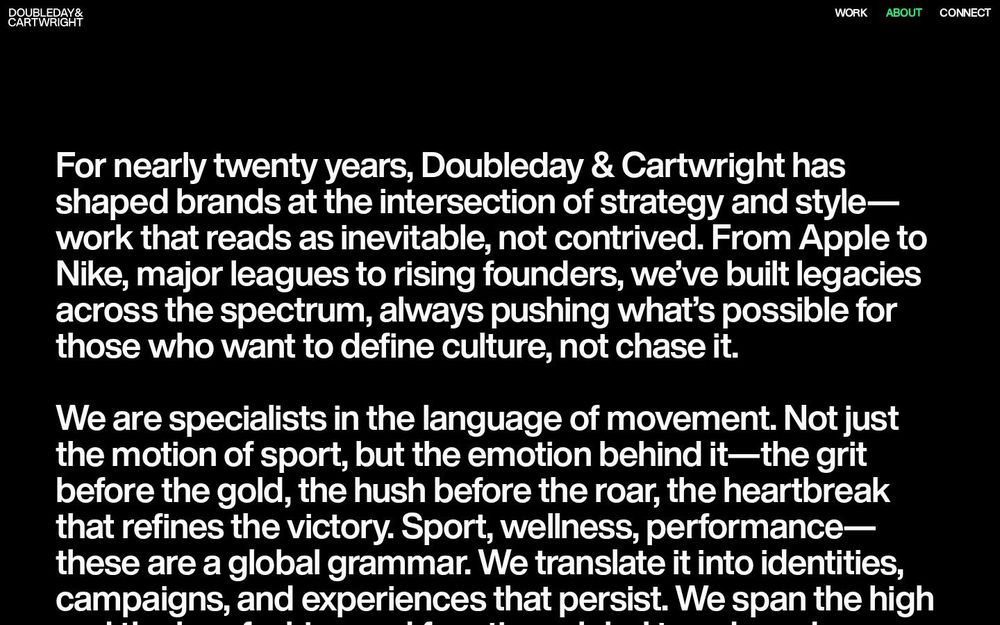 DOUBLEDAY&
CARTWRIGHT
WORK ABOUT CONNECT
For nearly twenty years, Doubleday & Cartwright has
shaped brands at the intersection of strategy and style—
work that reads as inevitable, not contrived. From Apple to
Nike, major leagues to rising founders, we’ve built legacies
across the spectrum, always pushing what’s possible for
those who want to define culture, not chase it.
We are specialists in the language of movement. Not just
the motion of sport, but the emotion behind it—the grit
before the gold, the hush before the roar, the heartbreak
that refines the victory. Sport, wellness, performance—
these are a global grammar. We translate it into identities,
campaigns, and experiences that persist. We span the high